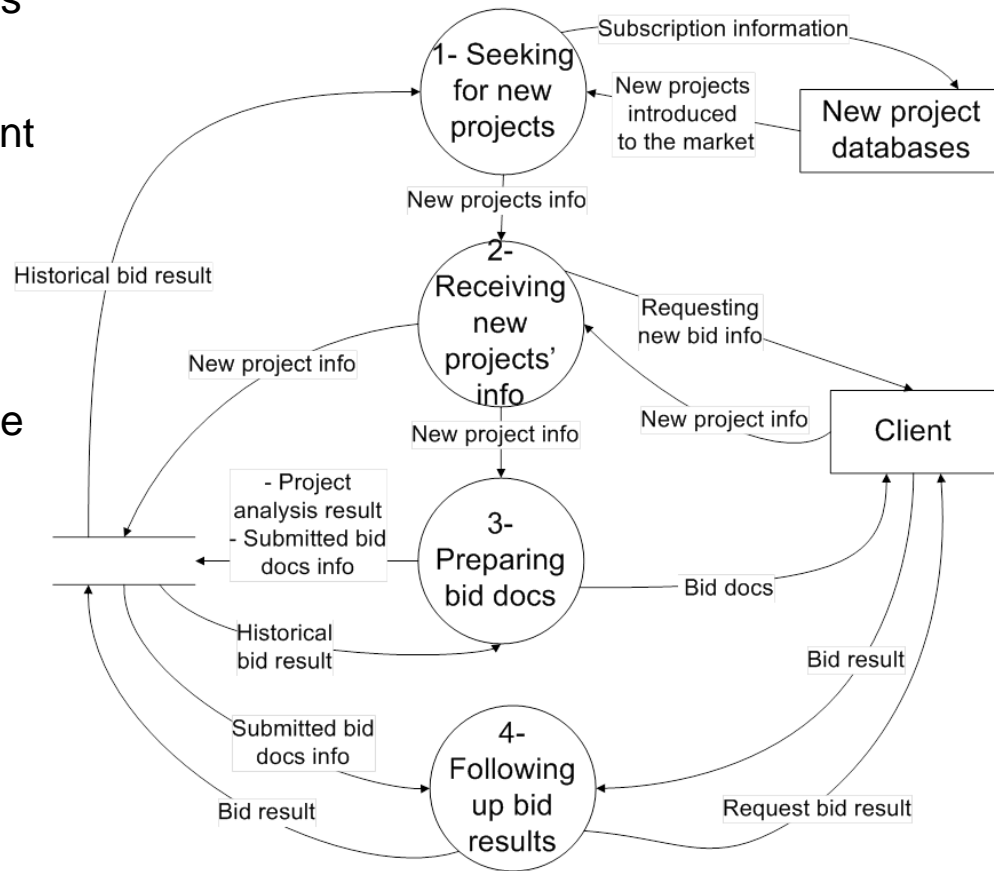 s
nt
e
Subscription information
1- Seeking
for new
projects
New projects
introduced
to the market
New project
databases
New projects info
Historical bid result
2-
Receiving
new
projects’
info
Requesting
new bid info
New project info
New project info
Client
New project info
- Project
analysis result
- Submitted bid
docs info
3-
Preparing
bid docs
Bid docs
Historical
bid result
Bid result
Submitted bid
docs info
4-
Following
up bid
results
Bid result
Request bid result